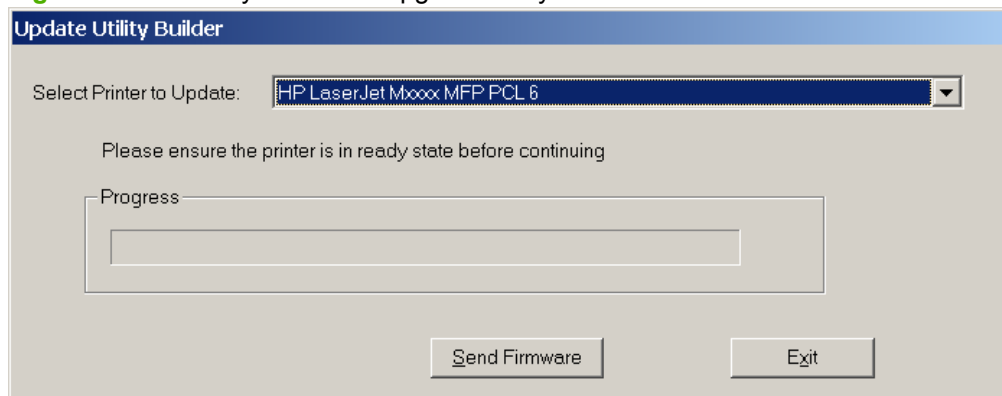 Update Utility Builder
Select Printer to Update: HP LaserJet Mxxxx MFP PCL 6
Please ensure the printer is in ready state before continuing
Progress
Send Firmware Exit